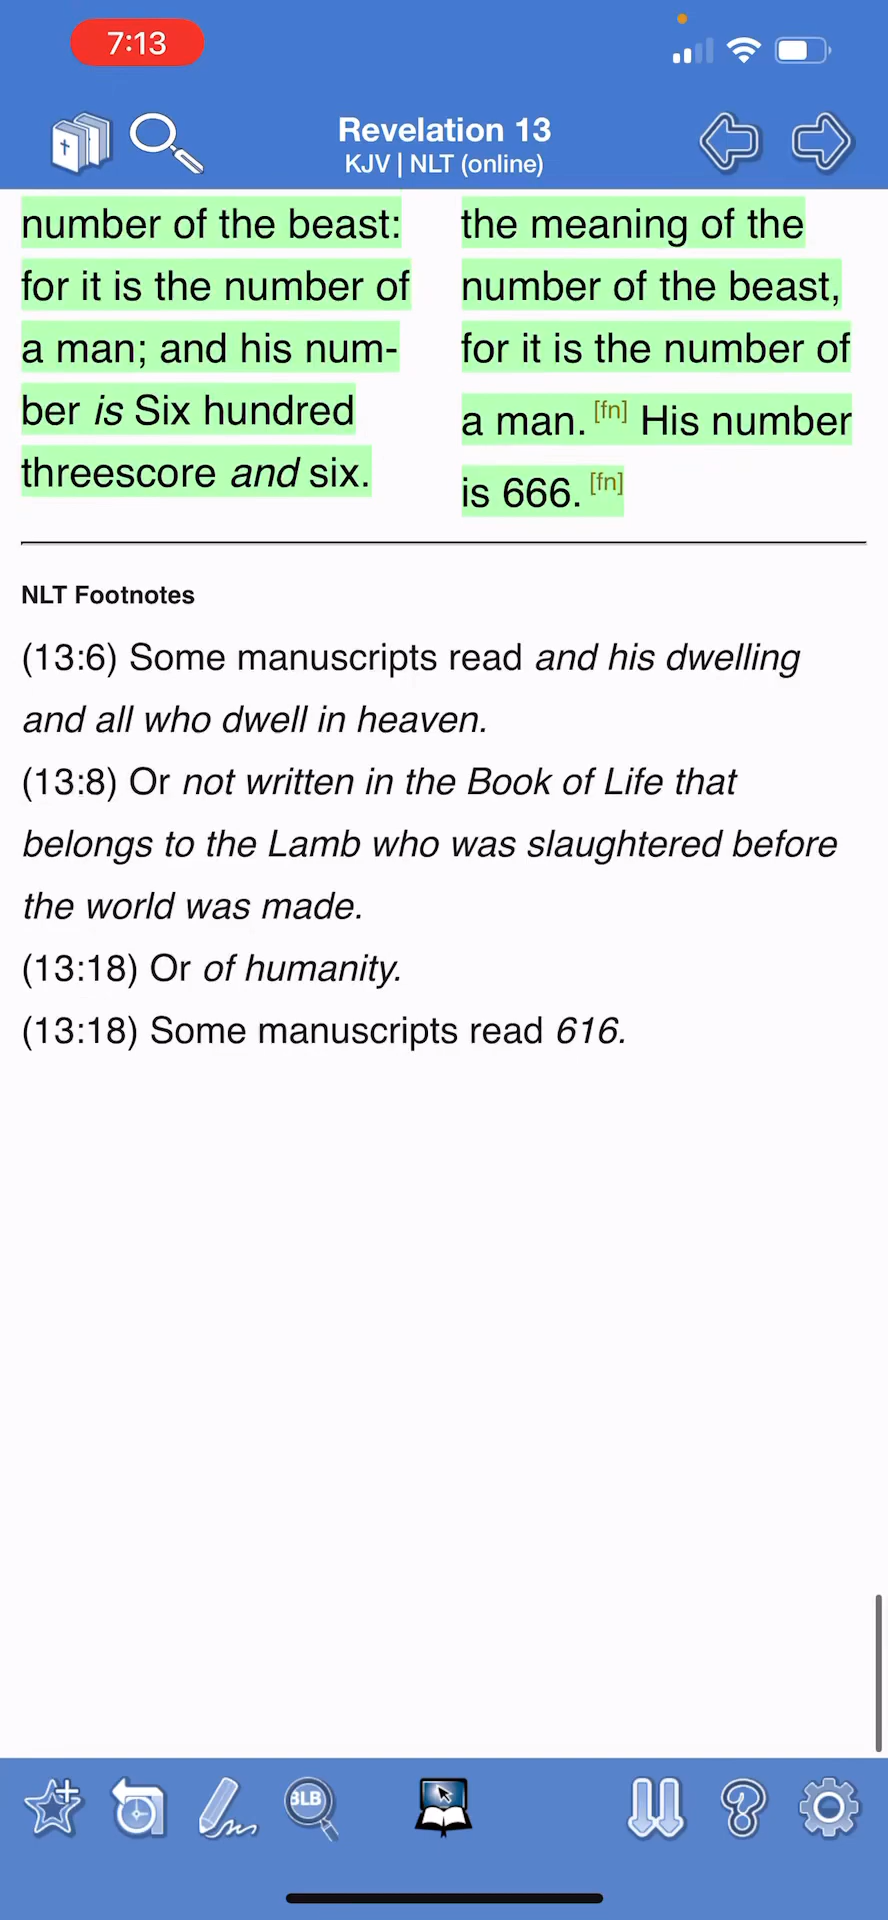 7:13
Revelation 13
KJV | NLT (online)
number of the beast:
for it is the number of
a man; and his num-
ber is Six hundred
threescore and six.
the meaning of the
number of the beast,
for it is the number of
a man. [fn] His number
is 666. [fn]
NLT Footnotes
(13:6) Some manuscripts read and his dwelling
and all who dwell in heaven.
(13:8) Or not written in the Book of Life that
belongs to the Lamb who was slaughtered before
the world was made.
(13:18) Or of humanity.
(13:18) Some manuscripts read 616.
BLB